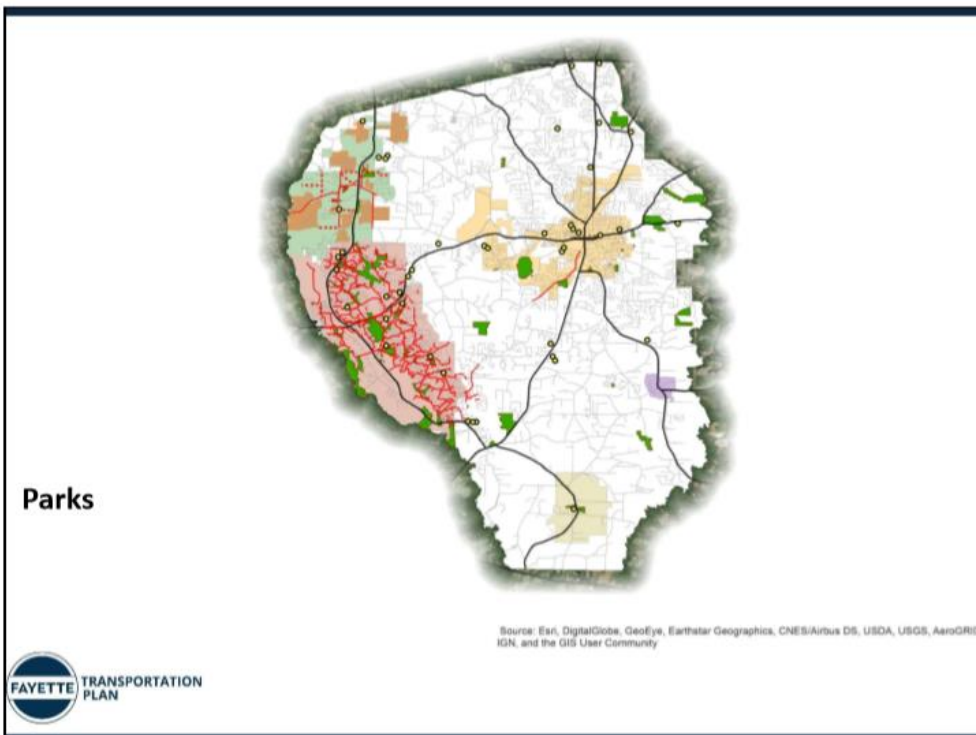 Parks
Source: Esri, DigitalGlobe, GeoEye, Earthstar Geographics, CNES/Airbus DS, USDA, USGS, AeroGRID
IGN, and the GIS User Community
FAYETTE
TRANSPORTATION
PLAN